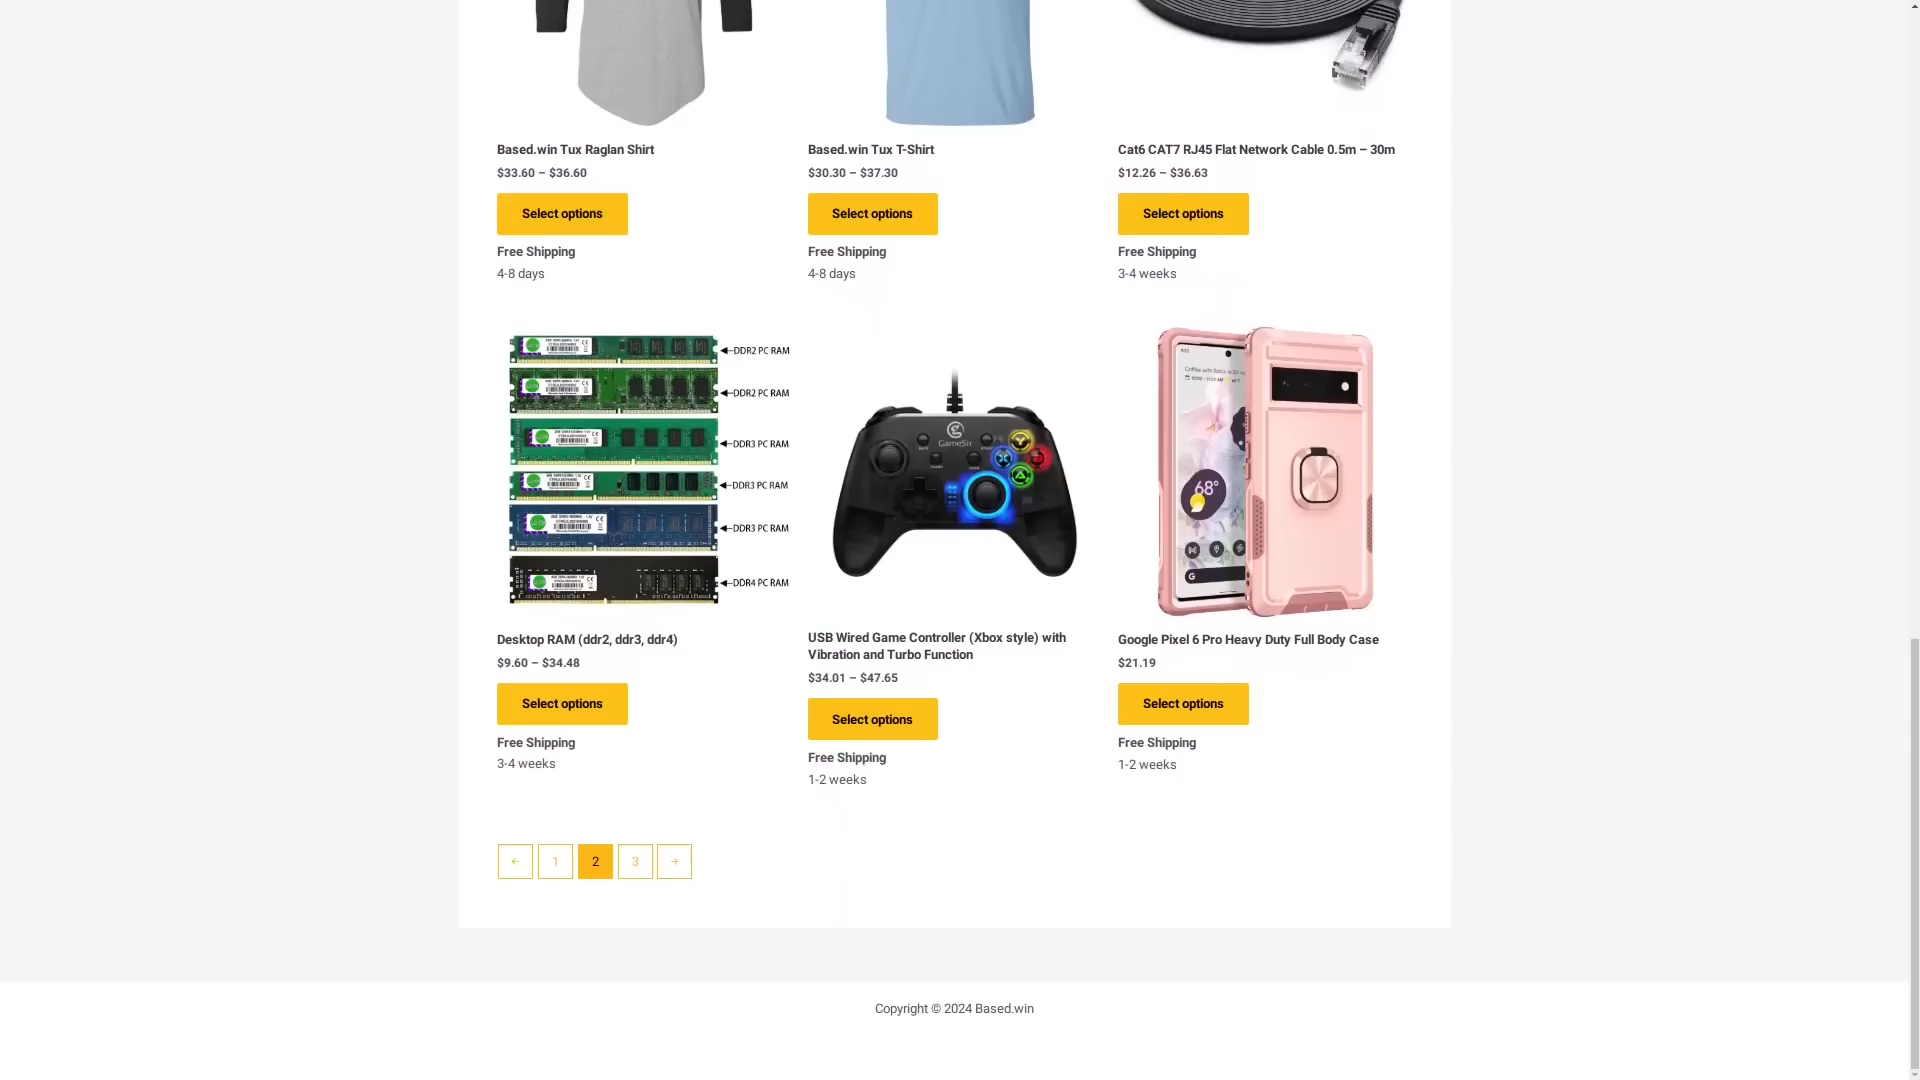 Based.win Tux Raglan Shirt
$33.60 – $36.60
Select options
Free Shipping
4-8 days
Based.win Tux T-Shirt
$30.30 – $37.30
Select options
Free Shipping
4-8 days
Cat6 CAT7 RJ45 Flat Network Cable 0.5m – 30m
$12.26 – $36.63
Select options
Free Shipping
3-4 weeks
DDR2 PC RAM
DDR2 PC RAM
DDR3 PC RAM
DDR3 PC RAM
DDR3 PC RAM
DDR4 PC RAM
Desktop RAM (ddr2, ddr3, ddr4)
$9.60 – $34.48
Select options
Free Shipping
3-4 weeks
GameSir
USB Wired Game Controller (Xbox style) with
Vibration and Turbo Function
$34.01 – $47.65
Select options
Free Shipping
1-2 weeks
68°
G
Google Pixel 6 Pro Heavy Duty Full Body Case
$21.19
Select options
Free Shipping
1-2 weeks
← 1 2 3 →
Copyright © 2024 Based.win